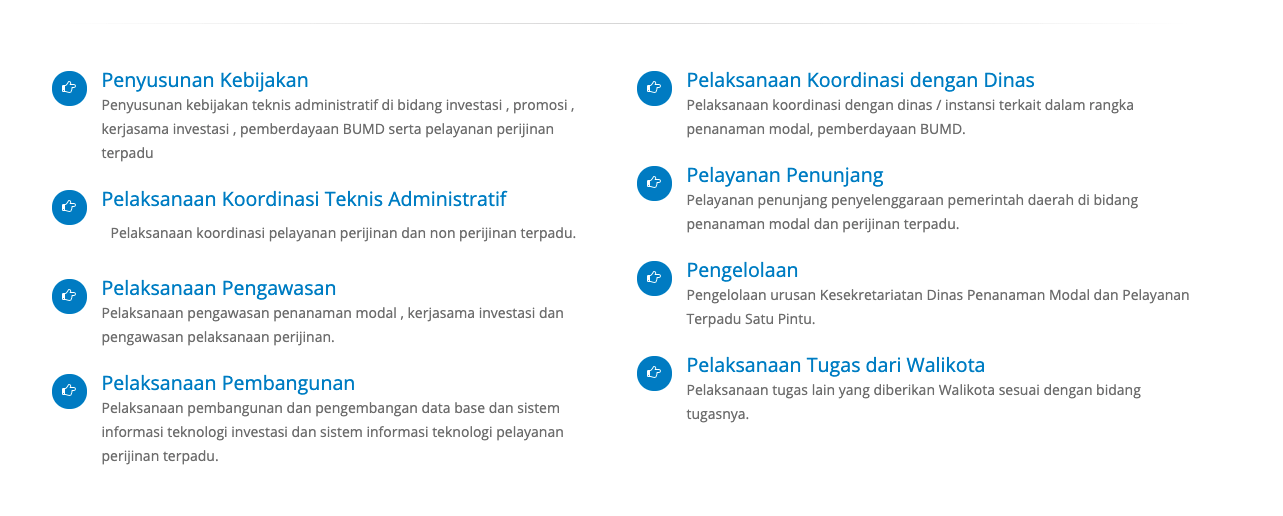 Penyusunan Kebijakan
Penyusunan kebijakan teknis administratif di bidang investasi , promosi ,
kerjasama investasi , pemberdayaan BUMD serta pelayanan perijinan
terpadu
Pelaksanaan Koordinasi Teknis Administratif
Pelaksanaan koordinasi pelayanan perijinan dan non perijinan terpadu.
Pelaksanaan Pengawasan
Pelaksanaan pengawasan penanaman modal , kerjasama investasi dan
pengawasan pelaksanaan perijinan.
Pelaksanaan Pembangunan
Pelaksanaan pembangunan dan pengembangan data base dan sistem
informasi teknologi investasi dan sistem informasi teknologi pelayanan
perijinan terpadu.
Pelaksanaan Koordinasi dengan Dinas
Pelaksanaan koordinasi dengan dinas / instansi terkait dalam rangka
penanaman modal, pemberdayaan BUMD.
Pelayanan Penunjang
Pelayanan penunjang penyelenggaraan pemerintah daerah di bidang
penanaman modal dan perijinan terpadu.
Pengelolaan
Pengelolaan urusan Kesekretariatan Dinas Penanaman Modal dan Pelayanan
Terpadu Satu Pintu.
Pelaksanaan Tugas dari Walikota
Pelaksanaan tugas lain yang diberikan Walikota sesuai dengan bidang
tugasnya.